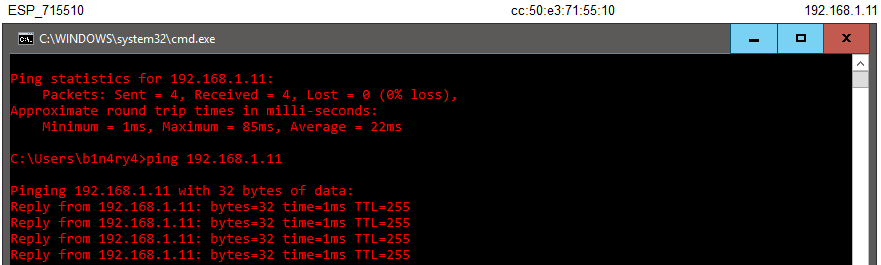 ESP_715510 cc:50:e3:71:55:10 192.168.1.11
C:\WINDOWS\system32\cmd.exe
Ping statistics for 192.168.1.11:
    Packets: Sent = 4, Received = 4, Lost = 0 (0% loss),
Approximate round trip times in milli-seconds:
    Minimum = 1ms, Maximum = 85ms, Average = 22ms
C:\Users\b1n4ry4>ping 192.168.1.11
Pinging 192.168.1.11 with 32 bytes of data:
Reply from 192.168.1.11: bytes=32 time=1ms TTL=255
Reply from 192.168.1.11: bytes=32 time=1ms TTL=255
Reply from 192.168.1.11: bytes=32 time=1ms TTL=255
Reply from 192.168.1.11: bytes=32 time=1ms TTL=255